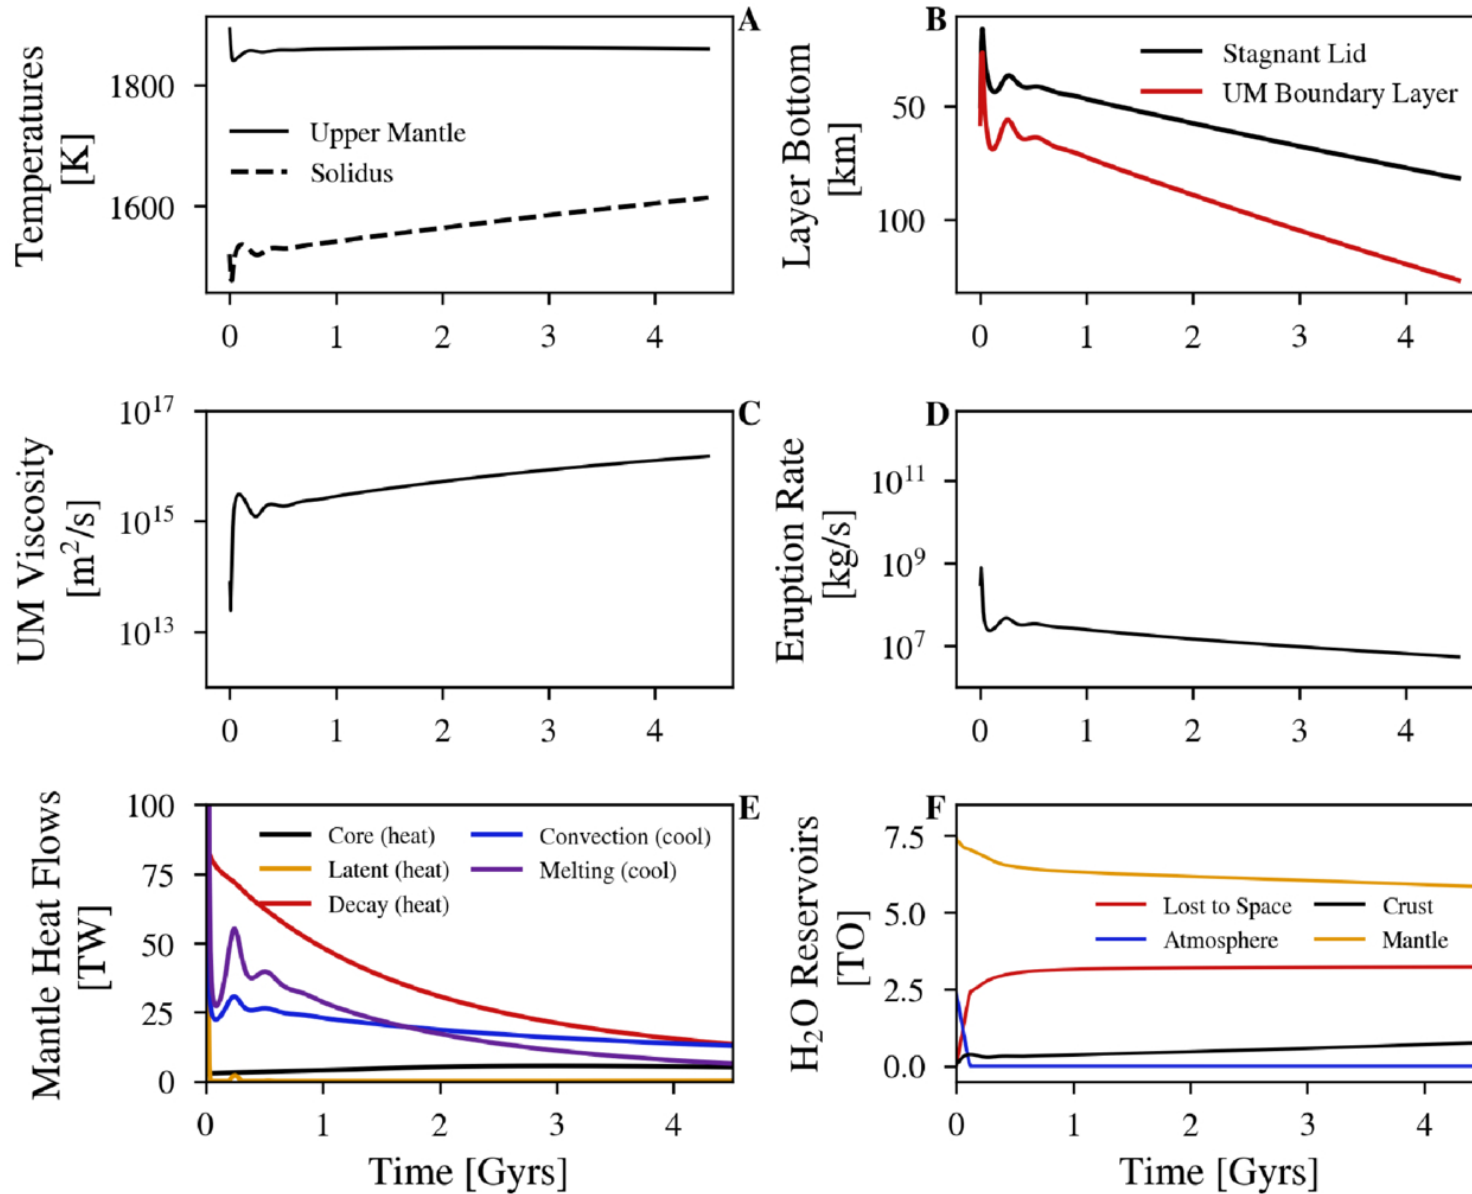 A
Temperatures
[K]
1800
1600
Upper Mantle
Solidus
0 1 2 3 4
B
Layer Bottom
[km]
50
100
Stagnant Lid
UM Boundary Layer
0 1 2 3 4
C
UM Viscosity
[m²/s]
10¹⁷
10¹⁵
10¹³
0 1 2 3 4
D
Eruption Rate
[kg/s]
10¹¹
10⁹
10⁷
0 1 2 3 4
E
Mantle Heat Flows
[TW]
100
75
50
25
0
Core (heat)
Latent (heat)
Decay (heat)
Convection (cool)
Melting (cool)
0 1 2 3 4
Time [Gyrs]
F
H₂O Reservoirs
[TO]
7.5
5.0
2.5
0.0
Lost to Space
Atmosphere
Crust
Mantle
0 1 2 3 4
Time [Gyrs]